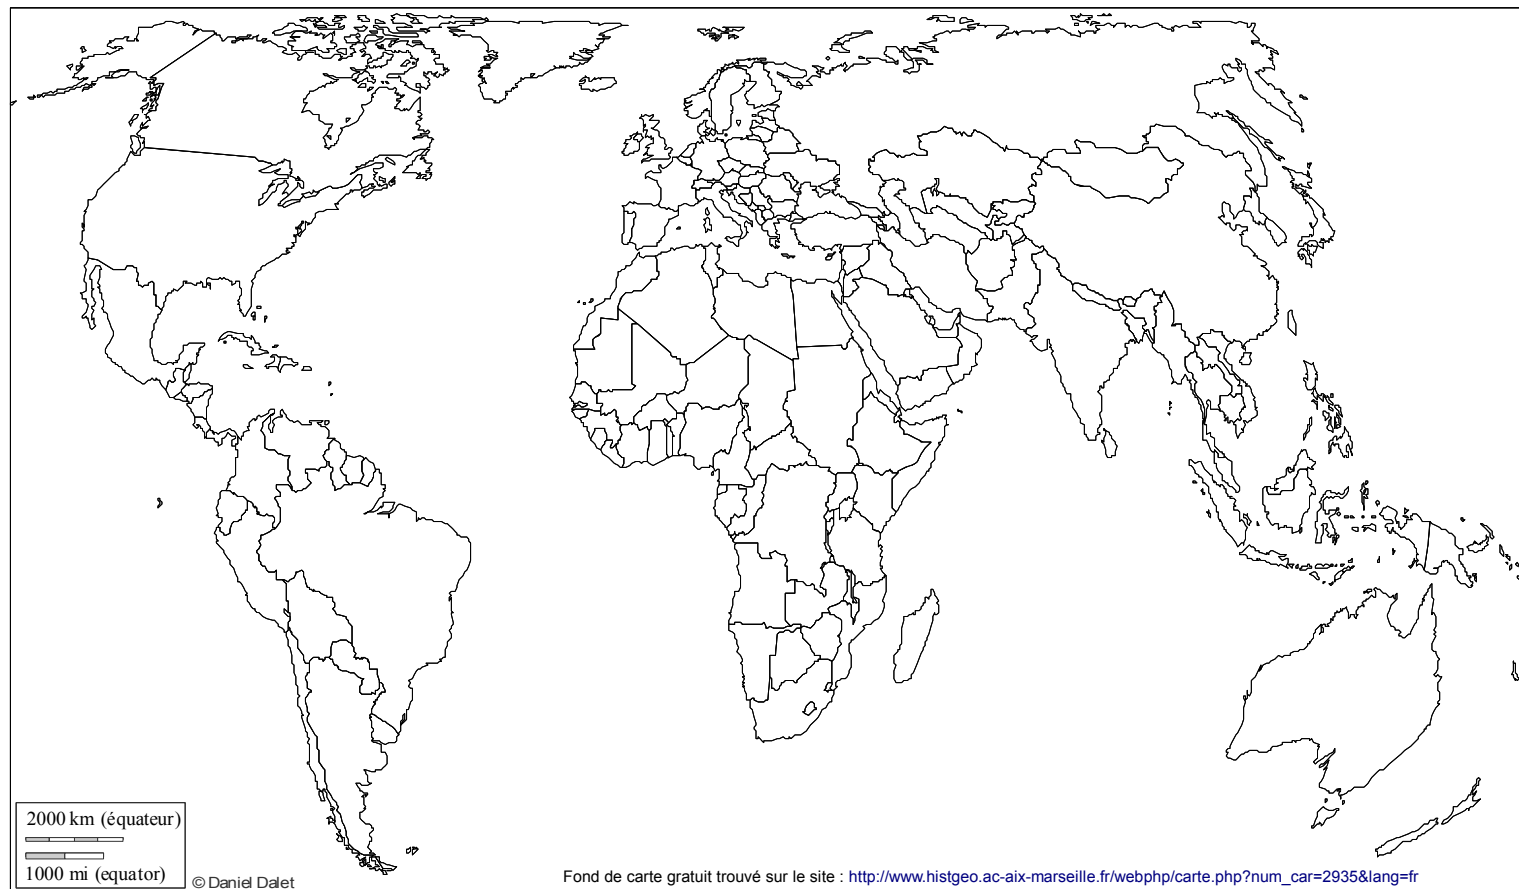 2000 km (équateur)
1000 mi (equator)
© Daniel Dalet
Fond de carte gratuit trouvé sur le site : http://www.histgeo.ac-aix-marseille.fr/webphp/carte.php?num_car=2935&lang=fr